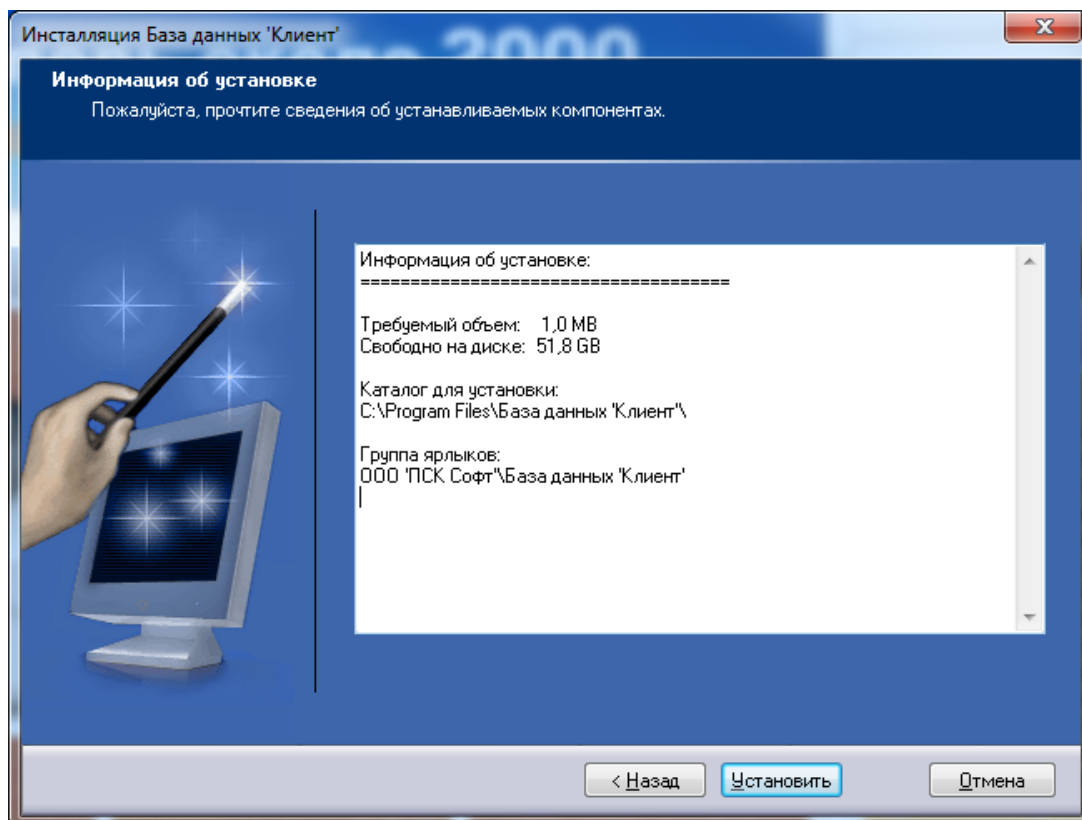 Инсталляция База данных 'Клиент'
2000
Информация об установке
Пожалуйста, прочтите сведения об устанавливаемых компонентах.
Информация об установке:
=====================================
Требуемый объем: 1,0 MB
Свободно на диске: 51,8 GB
Каталог для установки:
C:\Program Files\База данных 'Клиент'\
Группа ярлыков:
ООО 'ПСК Софт'\База данных 'Клиент'
< Назад
Установить
Отмена